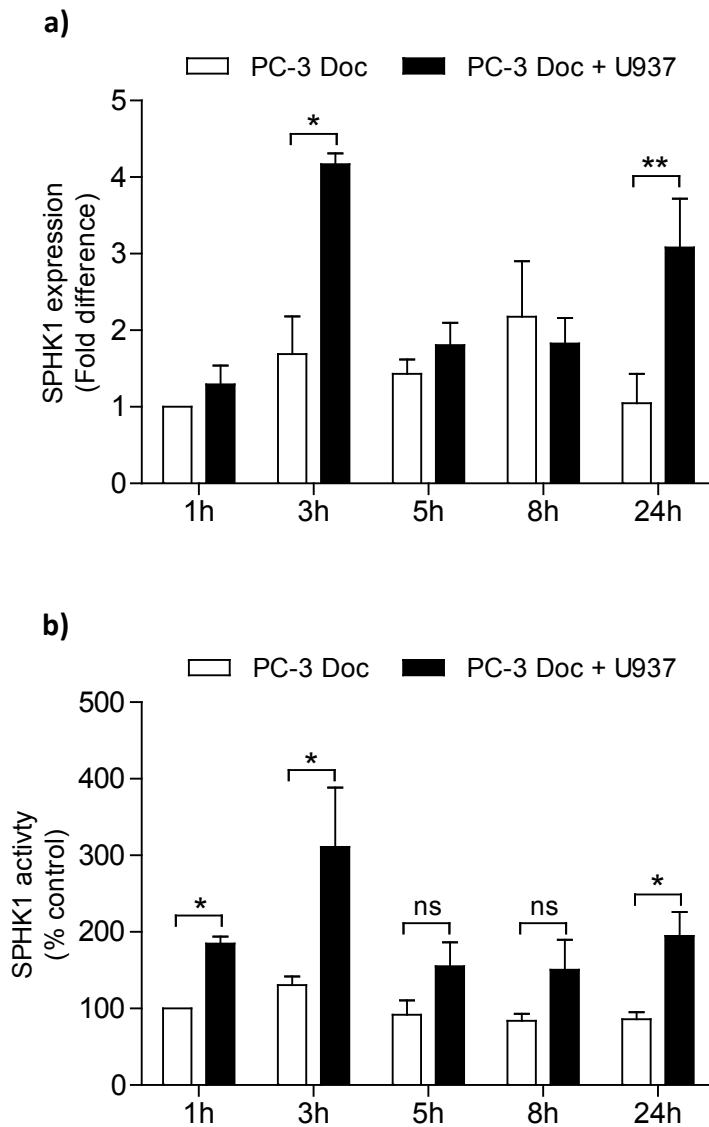 a)
PC-3 Doc PC-3 Doc + U937
SPHK1 expression
(Fold difference)
5
4
3
2
1
0
*
**
1h 3h 5h 8h 24h
b)
PC-3 Doc PC-3 Doc + U937
SPHK1 activty
(% control)
500
400
300
200
100
0
*
*
ns
ns
*
1h 3h 5h 8h 24h